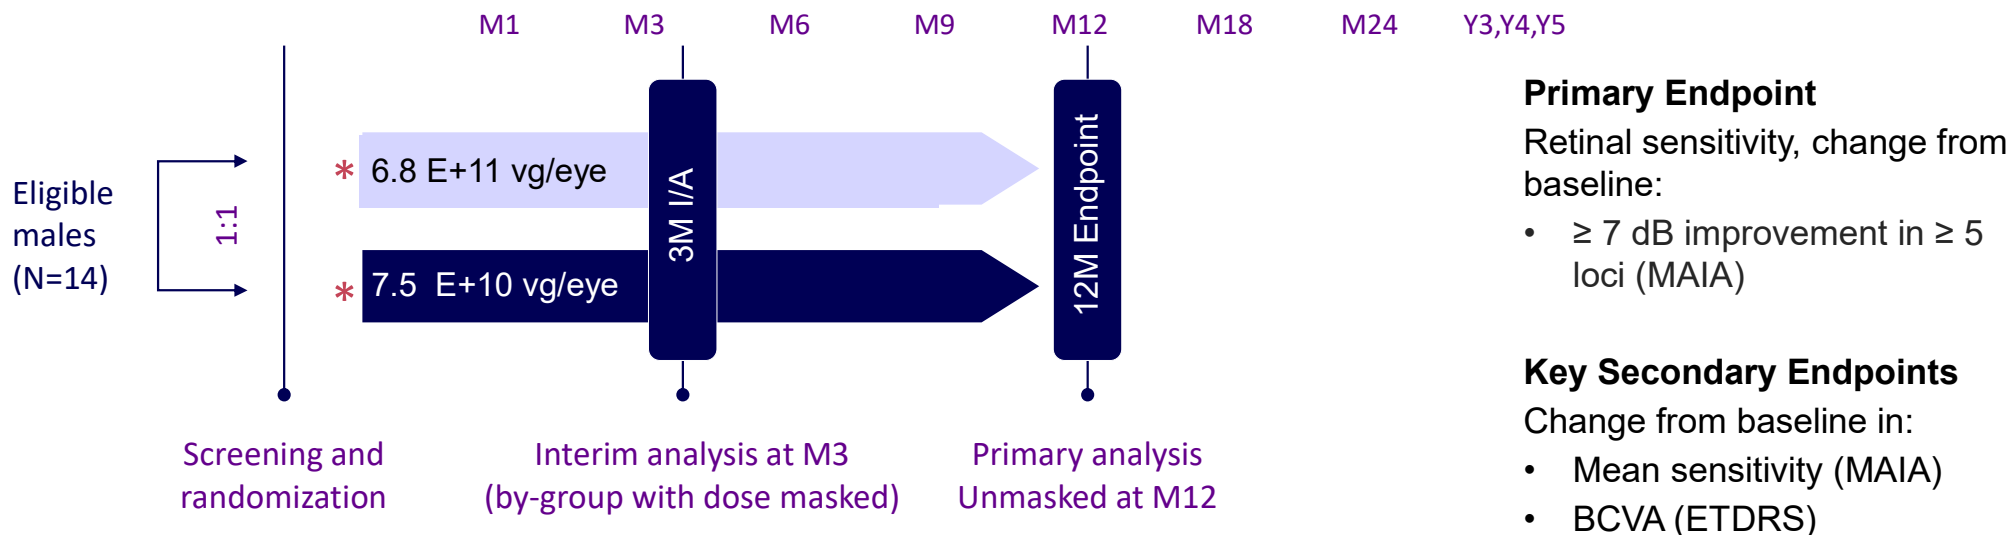 M1 M3 M6 M9 M12 M18 M24 Y3,Y4,Y5
Eligible
males
(N=14)
1:1
* 6.8 E+11 vg/eye
* 7.5 E+10 vg/eye
3M I/A
12M Endpoint
Screening and
randomization
Interim analysis at M3
(by-group with dose masked)
Primary analysis
Unmasked at M12
Primary Endpoint
Retinal sensitivity, change from
baseline:
• ≥ 7 dB improvement in ≥ 5
loci (MAIA)
Key Secondary Endpoints
Change from baseline in:
• Mean sensitivity (MAIA)
• BCVA (ETDRS)